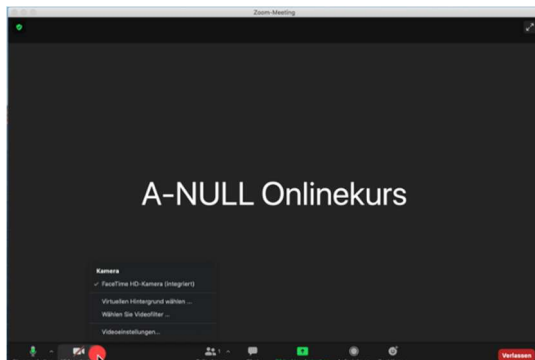 Zoom-Meeting
A-NULL Onlinekurs
Kamera
✓ FaceTime HD-Kamera (integriert)
Virtuellen Hintergrund wählen ...
Wählen Sie Videofilter ...
Videoeinstellungen...
Verlassen